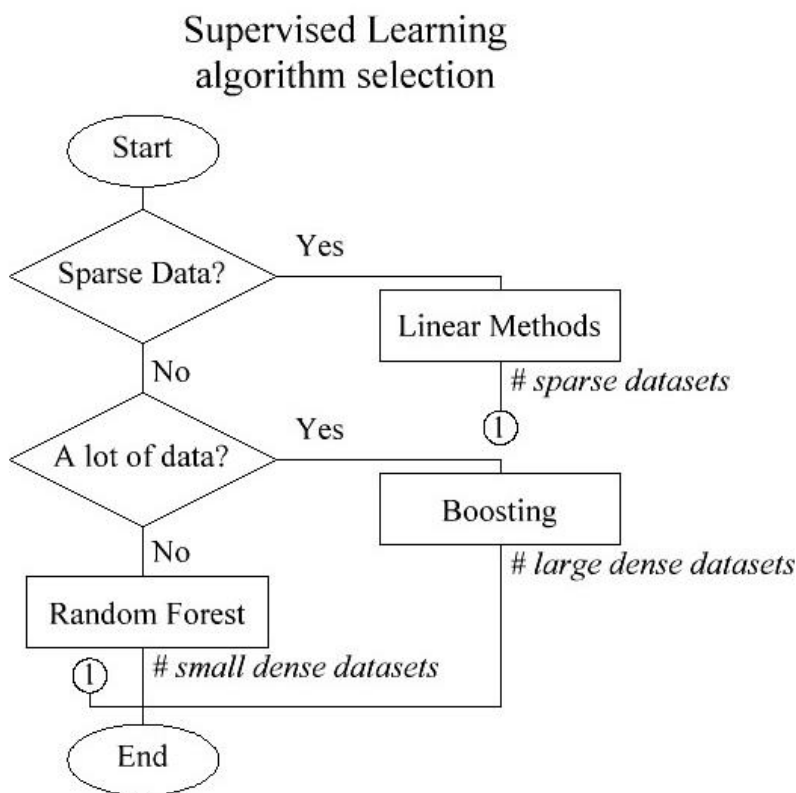 Supervised Learning
algorithm selection
Start
Sparse Data?
Yes
Linear Methods
# sparse datasets
1
No
A lot of data?
Yes
Boosting
# large dense datasets
No
Random Forest
# small dense datasets
1
End